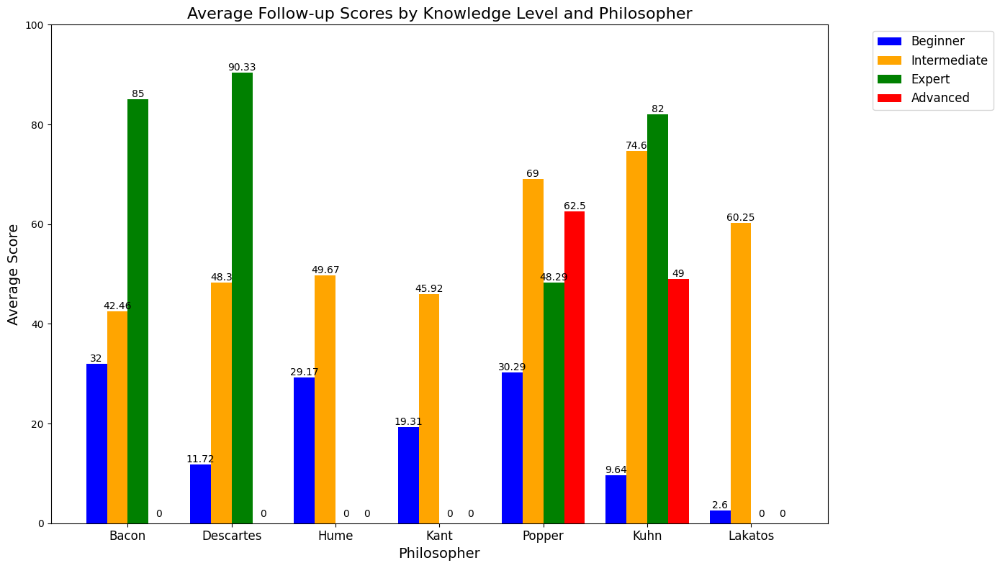 Average Follow-up Scores by Knowledge Level and Philosopher
Average Score
100
80
60
40
20
0
32
42.46
85
0
11.72
48.3
90.33
0
29.17
49.67
0
0
19.31
45.92
0
0
30.29
69
48.29
62.5
9.64
74.6
82
49
2.6
60.25
0
0
Bacon
Descartes
Hume
Kant
Popper
Kuhn
Lakatos
Philosopher
Beginner
Intermediate
Expert
Advanced